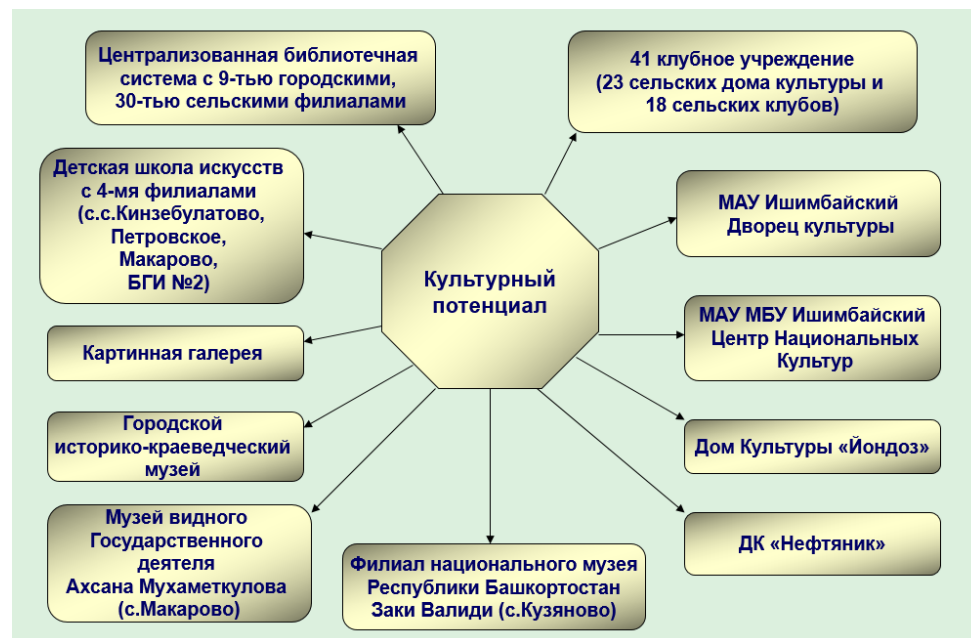 Централизованная библиотечная
система с 9-тью городскими,
30-тью сельскими филиалами
41 клубное учреждение
(23 сельских дома культуры и
18 сельских клубов)
Детская школа искусств
с 4-мя филиалами
(с.с.Кинзебулатово,
Петровское,
Макарово,
БГИ №2)
МАУ Ишимбайский
Дворец культуры
Культурный
потенциал
МАУ МБУ Ишимбайский
Центр Национальных
Культур
Картинная галерея
Городской
историко-краеведческий
музей
Дом Культуры «Йондоз»
Музей видного
Государственного
деятеля
Ахсана Мухаметкулова
(с.Макарово)
Филиал национального музея
Республики Башкортостан
Заки Валиди (с.Кузяново)
ДК «Нефтяник»